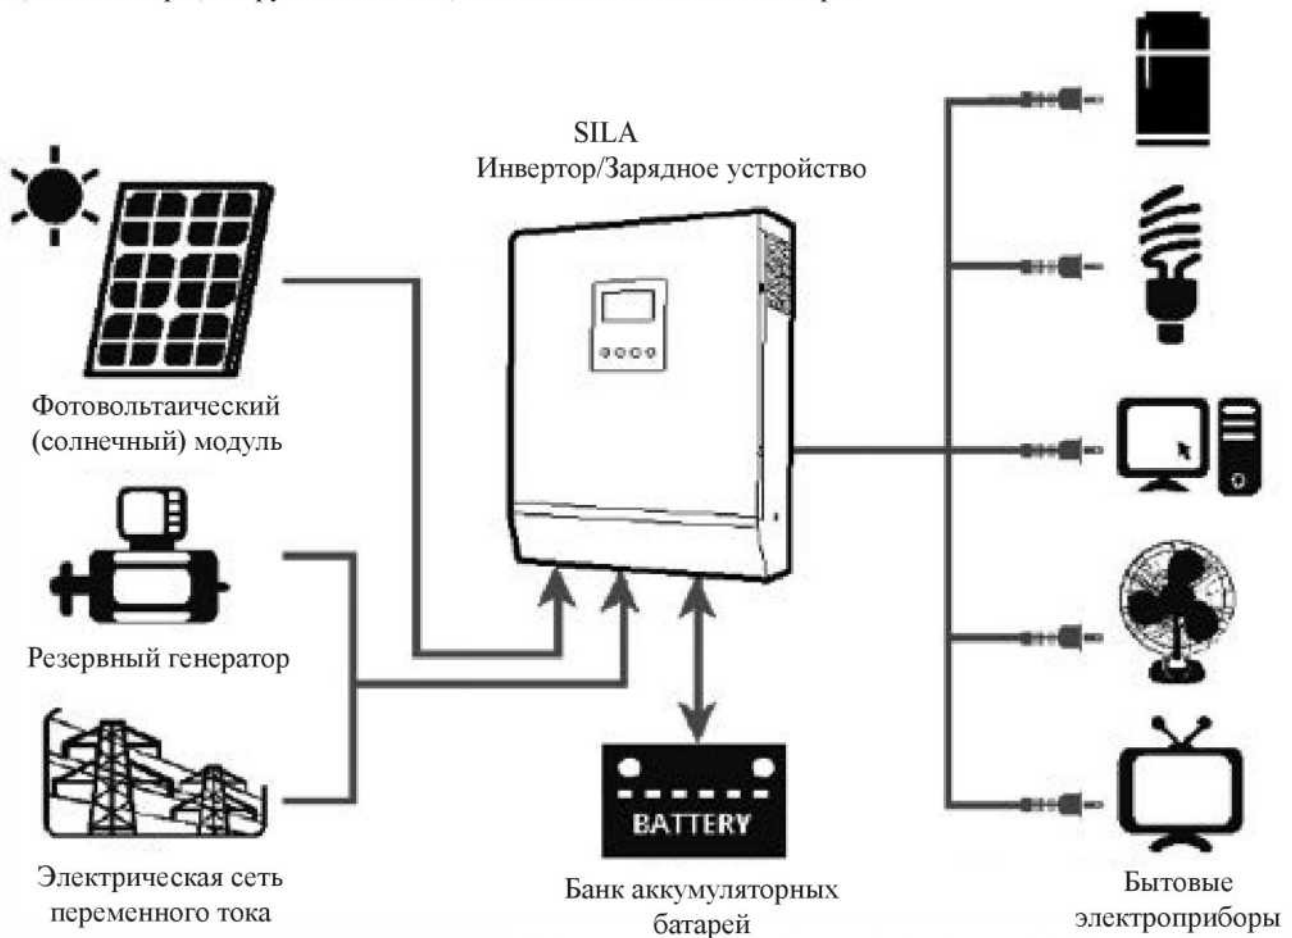 SILA
Инвертор/Зарядное устройство
Фотовольтаический
(солнечный) модуль
Резервный генератор
Электрическая сеть
переменного тока
BATTERY
Банк аккумуляторных
батарей
Бытовые
электроприборы